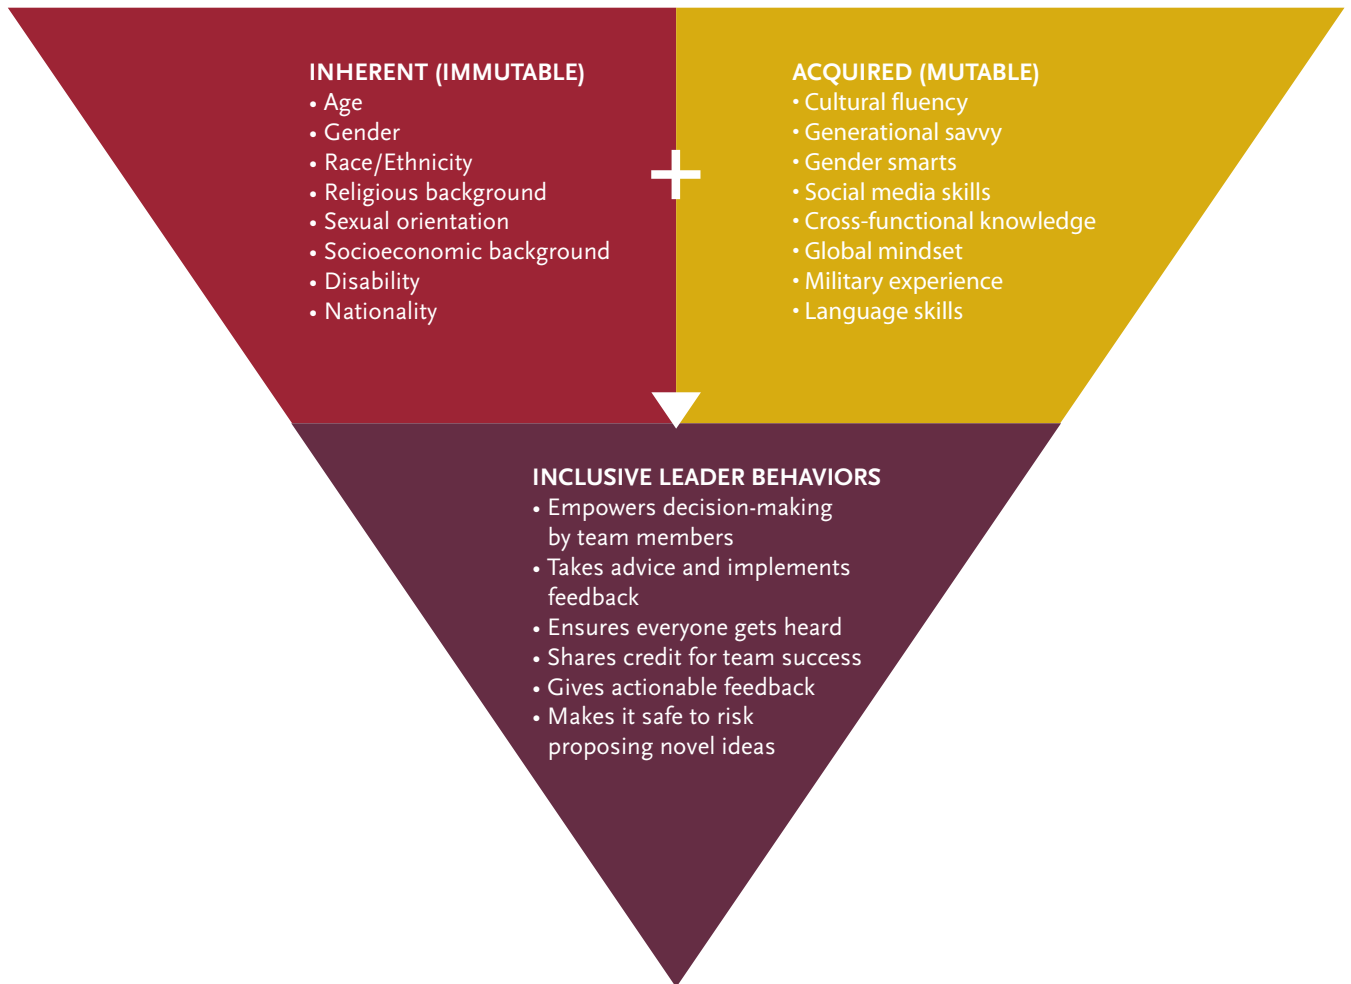 INHERENT (IMMUTABLE)
• Age
• Gender
• Race/Ethnicity
• Religious background
• Sexual orientation
• Socioeconomic background
• Disability
• Nationality
+
ACQUIRED (MUTABLE)
• Cultural fluency
• Generational savvy
• Gender smarts
• Social media skills
• Cross-functional knowledge
• Global mindset
• Military experience
• Language skills
INCLUSIVE LEADER BEHAVIORS
• Empowers decision-making
by team members
• Takes advice and implements
feedback
• Ensures everyone gets heard
• Shares credit for team success
• Gives actionable feedback
• Makes it safe to risk
proposing novel ideas